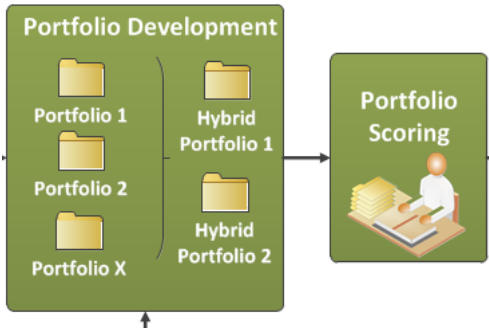 Portfolio Development
Portfolio 1
Portfolio 2
Portfolio X
Hybrid
Portfolio 1
Hybrid
Portfolio 2
Portfolio
Scoring